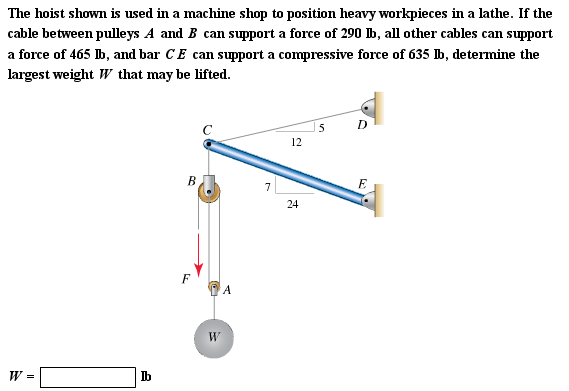 The hoist shown is used in a machine shop to position heavy workpieces in a lathe. If the
cable between pulleys A and B can support a force of 290 lb, all other cables can support
a force of 465 lb, and bar CE can support a compressive force of 635 lb, determine the
largest weight W that may be lifted.
C
5
D
12
B
7
E
24
F
A
W
W = lb